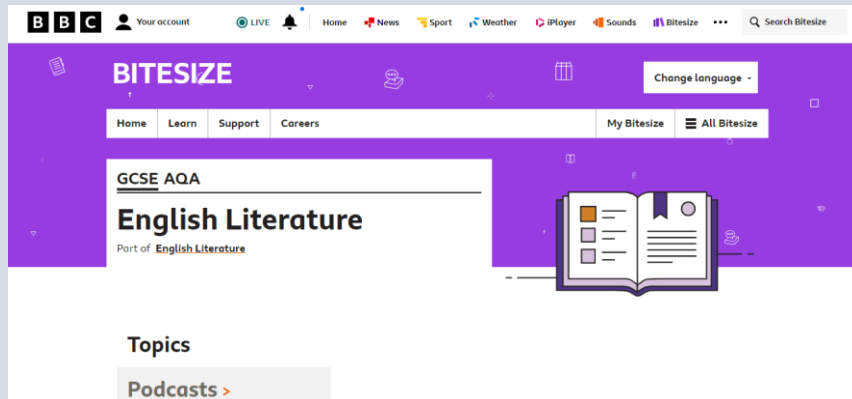 BBC Your account LIVE Home News Sport Weather iPlayer Sounds Bitesize Search Bitesize
BITESIZE
Change language
Home Learn Support Careers My Bitesize All Bitesize
GCSE AQA
English Literature
Part of English Literature
Topics
Podcasts >